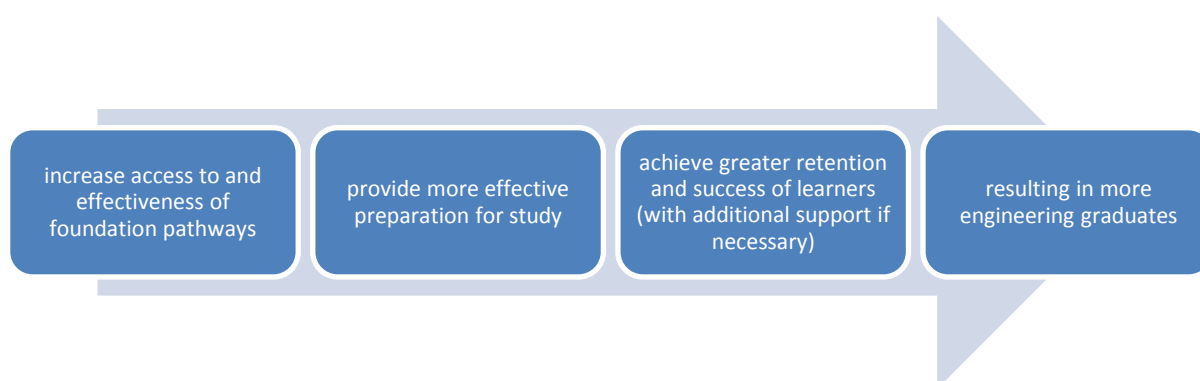 increase access to and
effectiveness of
foundation pathways
provide more effective
preparation for study
achieve greater retention
and success of learners
(with additional support if
necessary)
resulting in more
engineering graduates